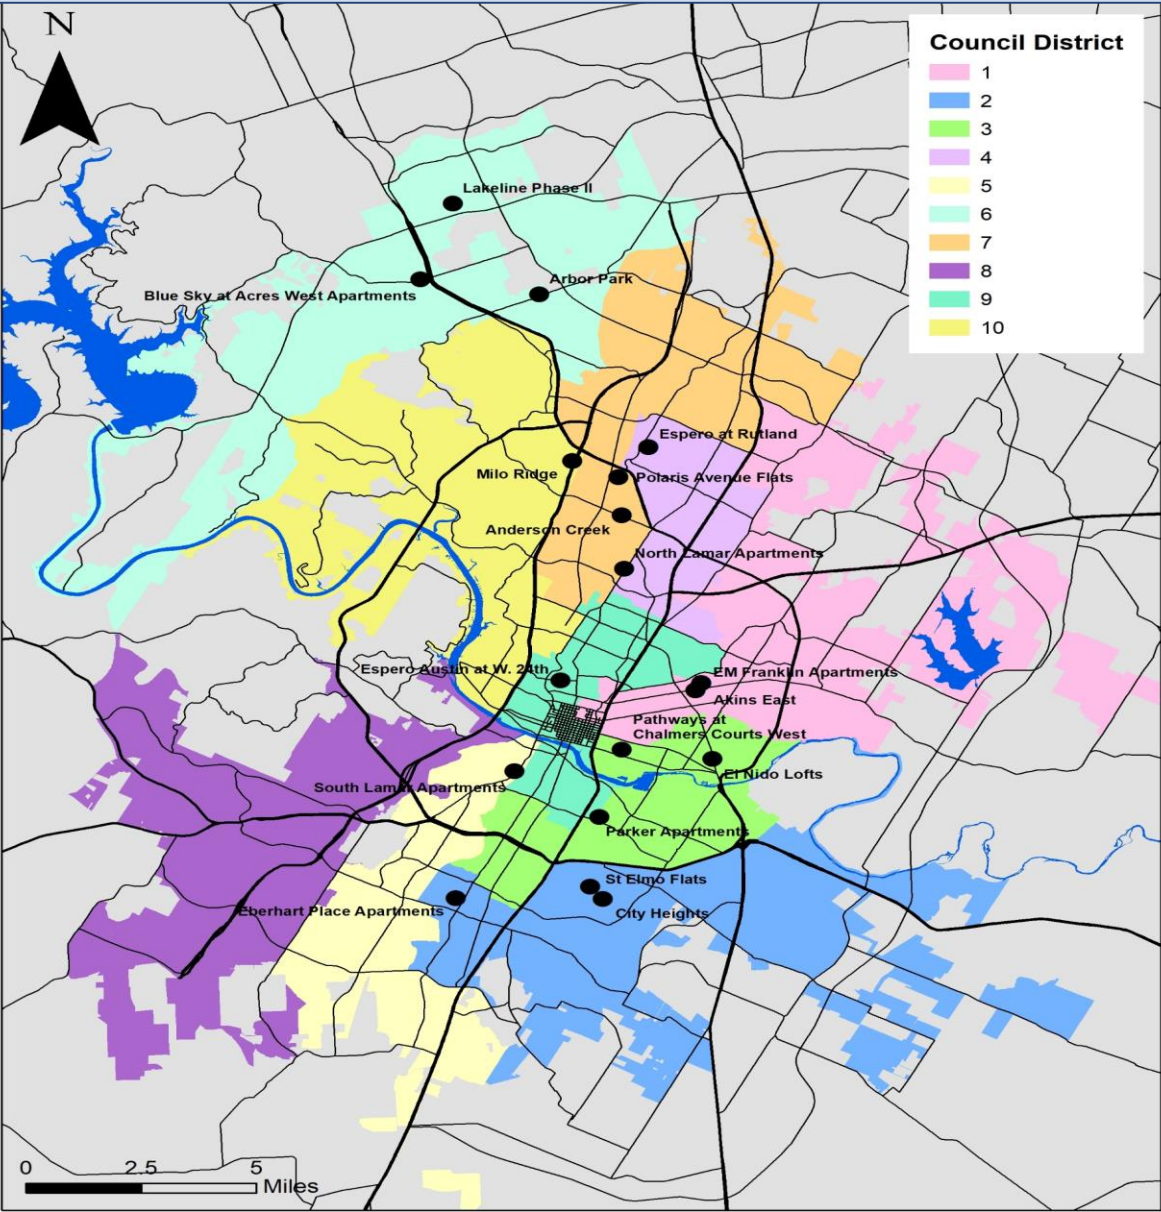 N
Council District
1
2
3
4
5
6
7
8
9
10
Lakeline Phase II
Arbor Park
Blue Sky at Acres West Apartments
Espero at Rutland
Milo Ridge
Polaris Avenue Flats
Anderson Creek
North Lamar Apartments
Espero Austin at W. 24th
EM Franklin Apartments
Akins East
Pathways at
Chalmers Courts West
El Nido Lofts
South Lamar Apartments
Parker Apartments
St Elmo Flats
Eberhart Place Apartments
City Heights
0 2.5 5
Miles